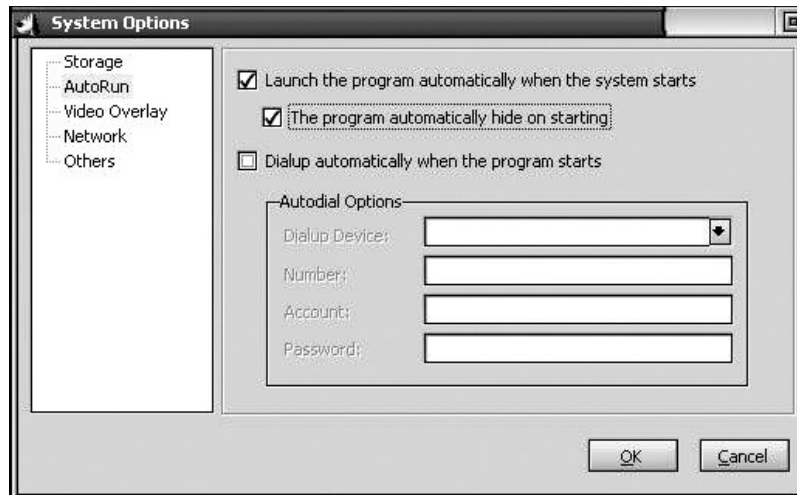 System Options
Storage
AutoRun
Video Overlay
Network
Others
Launch the program automatically when the system starts
The program automatically hide on starting
Dialup automatically when the program starts
Autodial Options
Dialup Device:
Number:
Account:
Password:
OK
Cancel